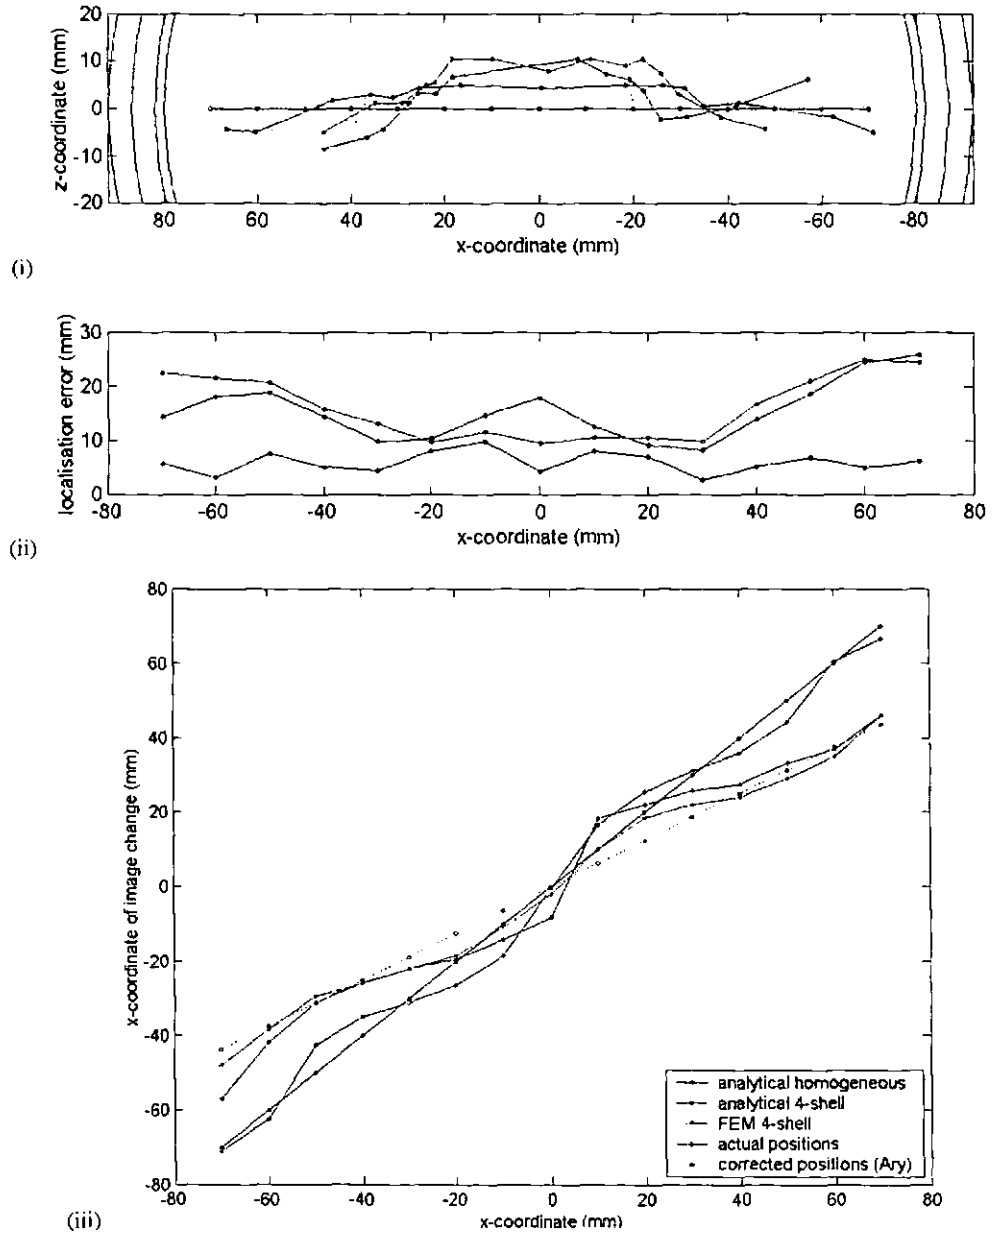 20
10
0
-10
-20
z-coordinate (mm)
80 60 40 20 0 -20 -40 -60 -80
x-coordinate (mm)
(i)
30
20
10
0
localisation error (mm)
-80 -60 -40 -20 0 20 40 60 80
x-coordinate (mm)
(ii)
80
60
40
20
0
-20
-40
-60
-80
x-coordinate of image change (mm)
analytical homogeneous
analytical 4-shell
FEM 4-shell
actual positions
corrected positions (Ary)
-80 -60 -40 -20 0 20 40 60 80
x-coordinate (mm)
(iii)